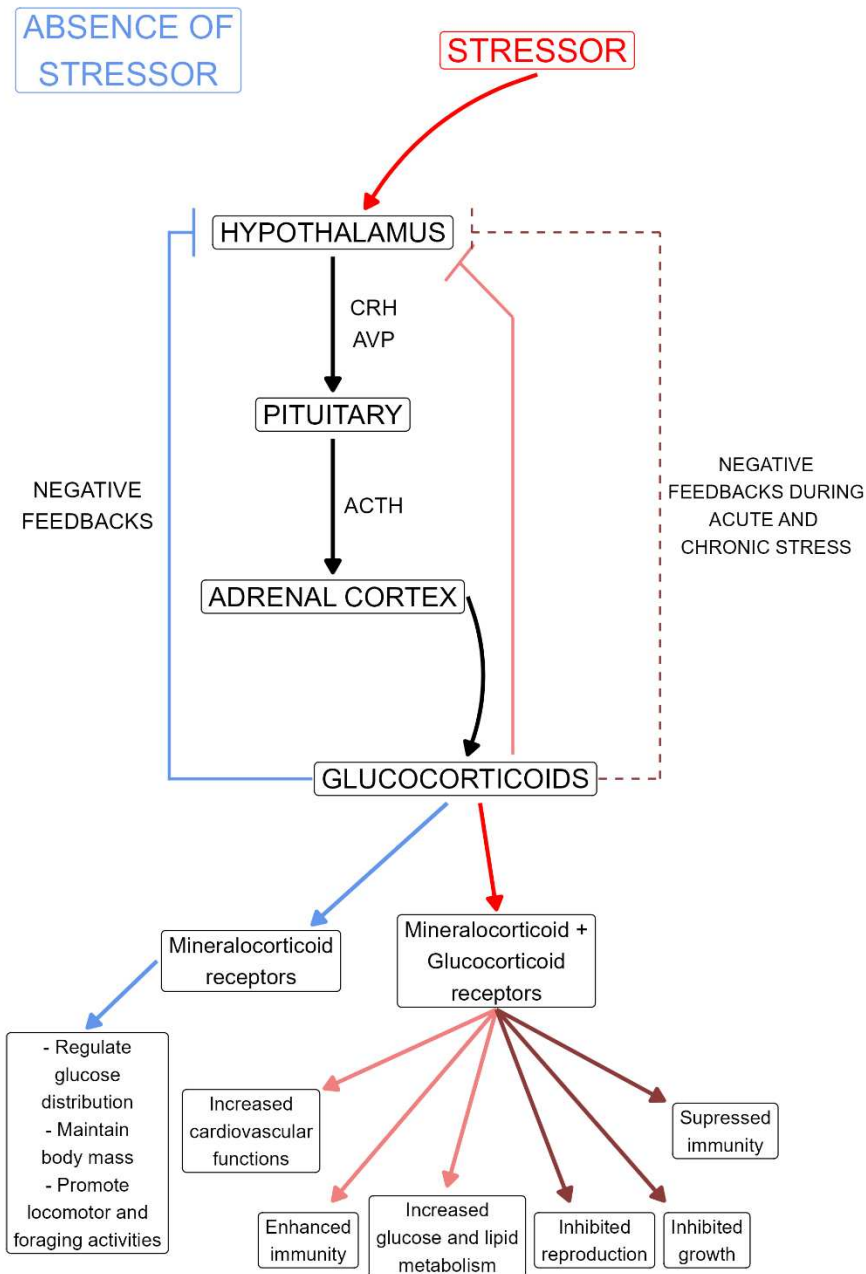 ABSENCE OF
STRESSOR
STRESSOR
HYPOTHALAMUS
CRH
AVP
PITUITARY
NEGATIVE
FEEDBACKS
ACTH
NEGATIVE
FEEDBACKS DURING
ACUTE AND
CHRONIC STRESS
ADRENAL CORTEX
GLUCOCORTICOIDS
Mineralocorticoid
receptors
Mineralocorticoid +
Glucocorticoid
receptors
- Regulate
glucose
distribution
- Maintain
body mass
- Promote
locomotor and
foraging activities
Increased
cardiovascular
functions
Enhanced
immunity
Increased
glucose and lipid
metabolism
Inhibited
reproduction
Inhibited
growth
Supressed
immunity